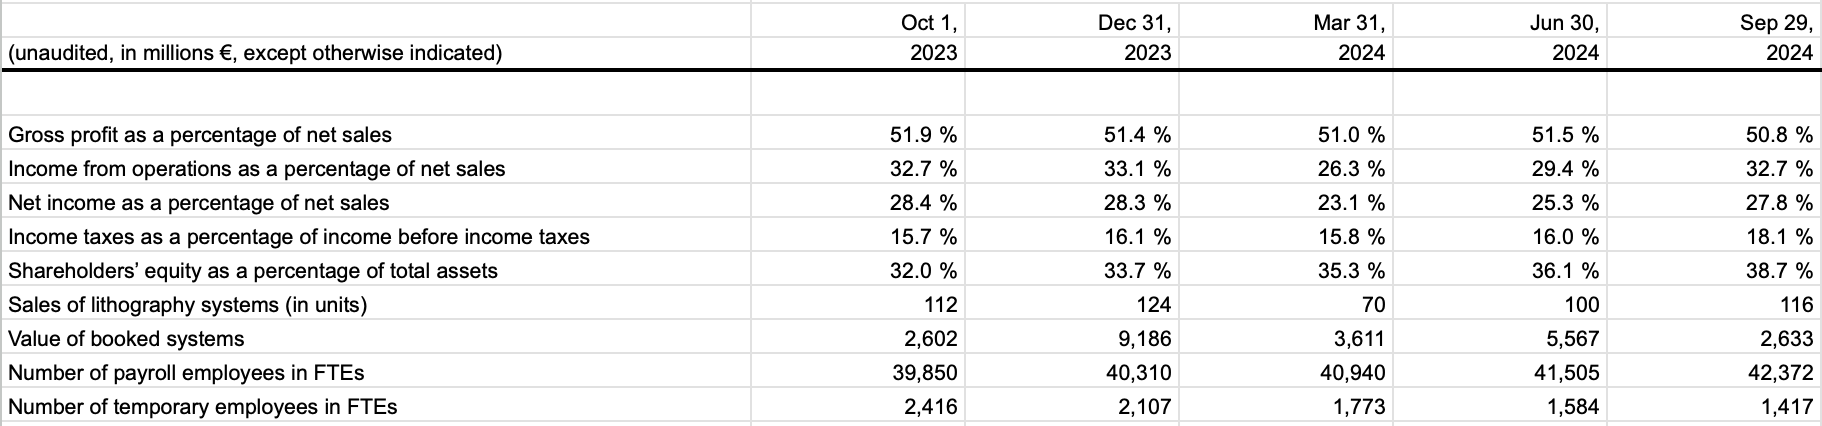 Oct 1, Dec 31, Mar 31, Jun 30, Sep 29,
(unaudited, in millions €, except otherwise indicated) 2023 2023 2024 2024 2024
Gross profit as a percentage of net sales 51.9 % 51.4 % 51.0 % 51.5 % 50.8 %
Income from operations as a percentage of net sales 32.7 % 33.1 % 26.3 % 29.4 % 32.7 %
Net income as a percentage of net sales 28.4 % 28.3 % 23.1 % 25.3 % 27.8 %
Income taxes as a percentage of income before income taxes 15.7 % 16.1 % 15.8 % 16.0 % 18.1 %
Shareholders’ equity as a percentage of total assets 32.0 % 33.7 % 35.3 % 36.1 % 38.7 %
Sales of lithography systems (in units) 112 124 70 100 116
Value of booked systems 2,602 9,186 3,611 5,567 2,633
Number of payroll employees in FTEs 39,850 40,310 40,940 41,505 42,372
Number of temporary employees in FTEs 2,416 2,107 1,773 1,584 1,417